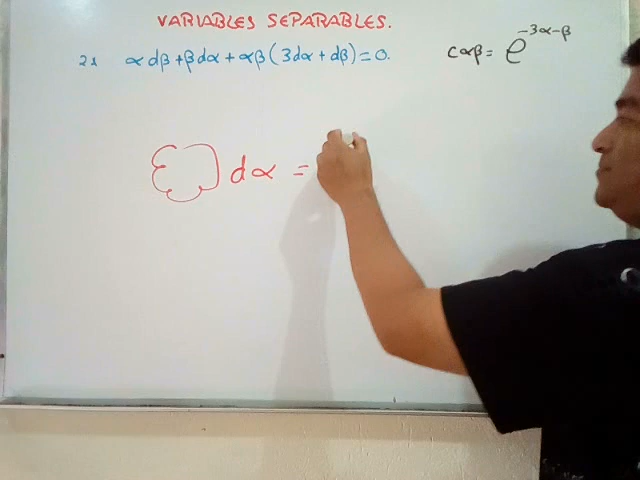 VARIABLES SEPARABLES.
21 α dβ + β dα + αβ ( 3dα + dβ ) = 0. cαβ = e^{-3α-β}
dα =